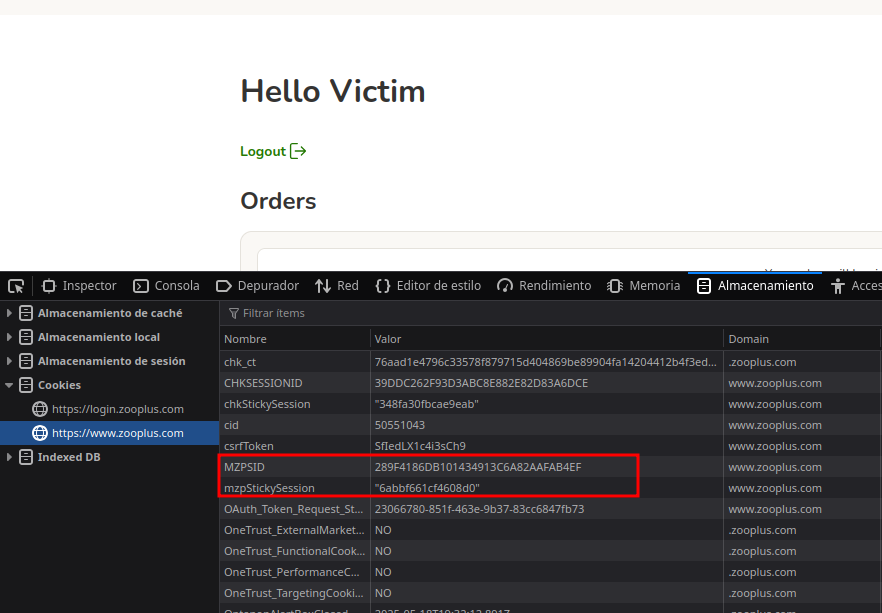 Hello Victim
Logout
Orders
Inspector Consola Depurador Red Editor de estilo Rendimiento Memoria Almacenamiento Acces
Almacenamiento de caché
Almacenamiento local
Almacenamiento de sesión
Cookies
https://login.zooplus.com
https://www.zooplus.com
Indexed DB
Filtrar ítems
Nombre Valor Domain
chk_ct 76aad1e4796c33578f879715d404869be89904fa14204412b4f3ed... .zooplus.com
CHKSESSIONID 39DDC262F93D3ABC8E882E82D83A6DCE www.zooplus.com
chkStickySession "348fa30fbcae9eab" www.zooplus.com
cid 50551043 www.zooplus.com
csrfToken SfIedLX1c4i3sCh9 www.zooplus.com
MZPSID 289F4186DB101434913C6A82AAFAB4EF www.zooplus.com
mzpStickySession "6abbf661cf4608d0" www.zooplus.com
OAuth_Token_Request_St... 23066780-851f-463e-9b37-83cc6847fb73 www.zooplus.com
OneTrust_ExternalMarket... NO .zooplus.com
OneTrust_FunctionalCook... NO .zooplus.com
OneTrust_PerformanceC... NO .zooplus.com
OneTrust_TargetingCooki... NO .zooplus.com